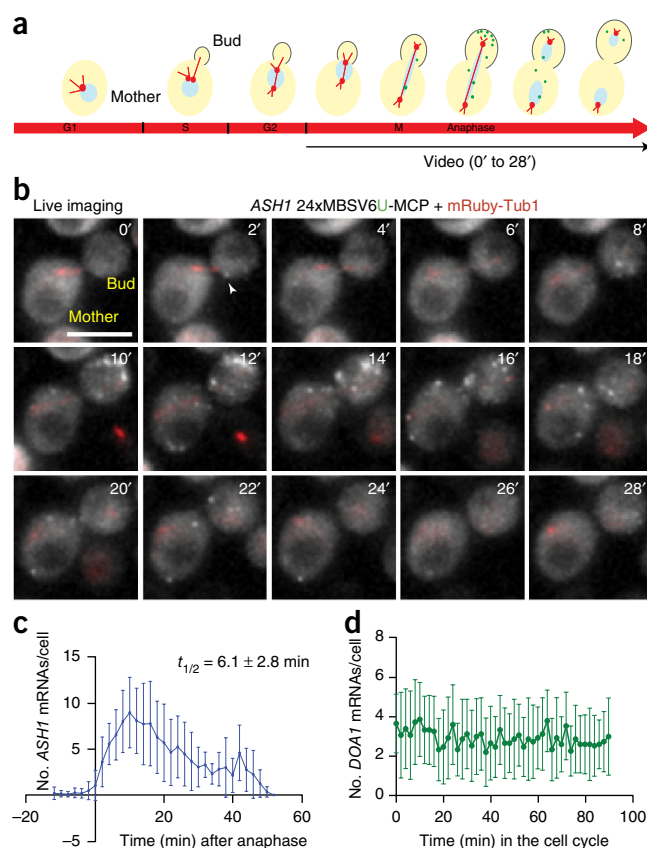 a
Bud
Mother
G1 S G2 M Anaphase
Video (0′ to 28′)
b
Live imaging ASH1 24xMBSV6U-MCP + mRuby-Tub1
0′ 2′ 4′ 6′ 8′
Bud
Mother
10′ 12′ 14′ 16′ 18′
20′ 22′ 24′ 26′ 28′
c
No. ASH1 mRNAs/cell
t1/2 = 6.1 ± 2.8 min
15
10
5
−5
−20 0 20 40 60
Time (min) after anaphase
d
No. DOA1 mRNAs/cell
8
6
4
2
0
0 20 40 60 80 100
Time (min) in the cell cycle